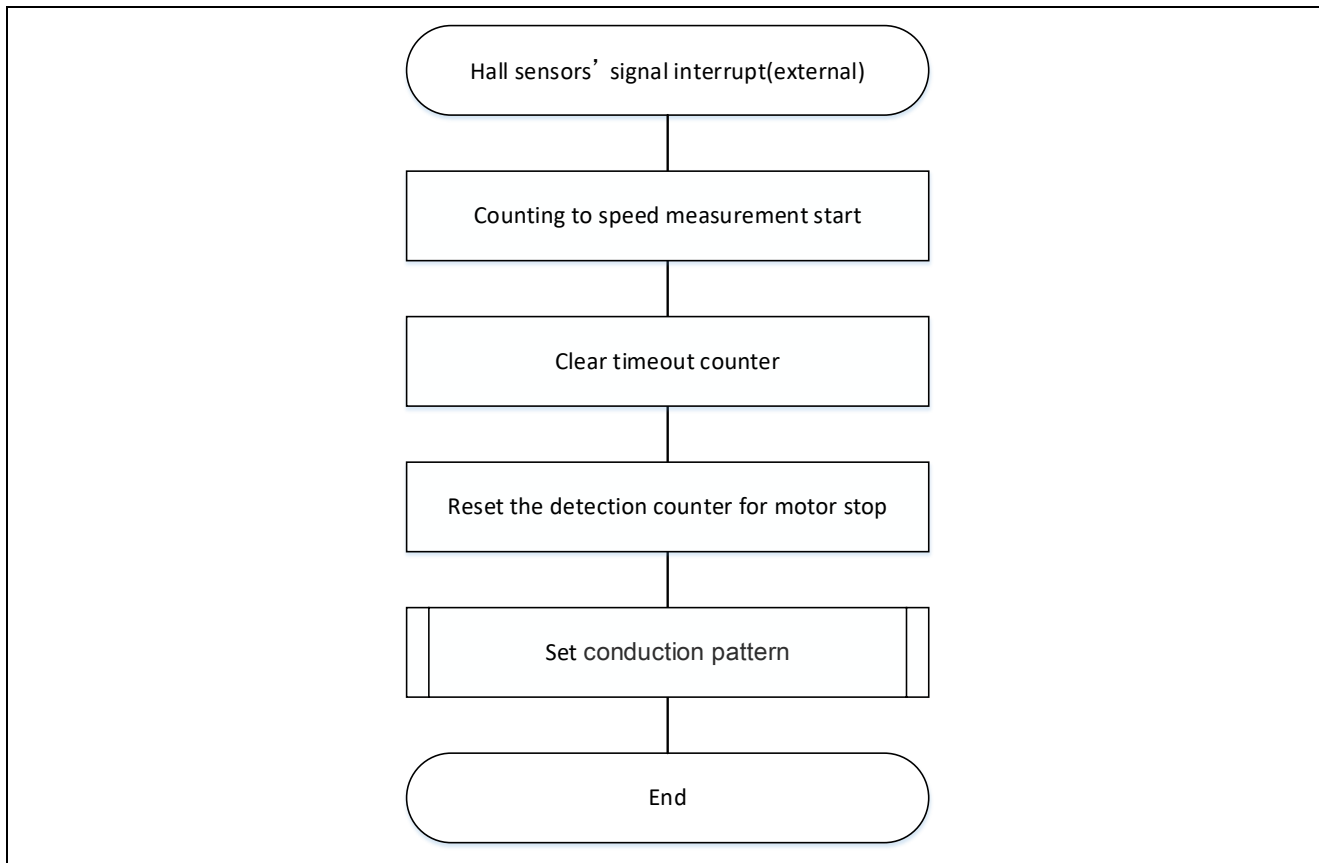 Hall sensors’ signal interrupt(external)
Counting to speed measurement start
Clear timeout counter
Reset the detection counter for motor stop
Set conduction pattern
End